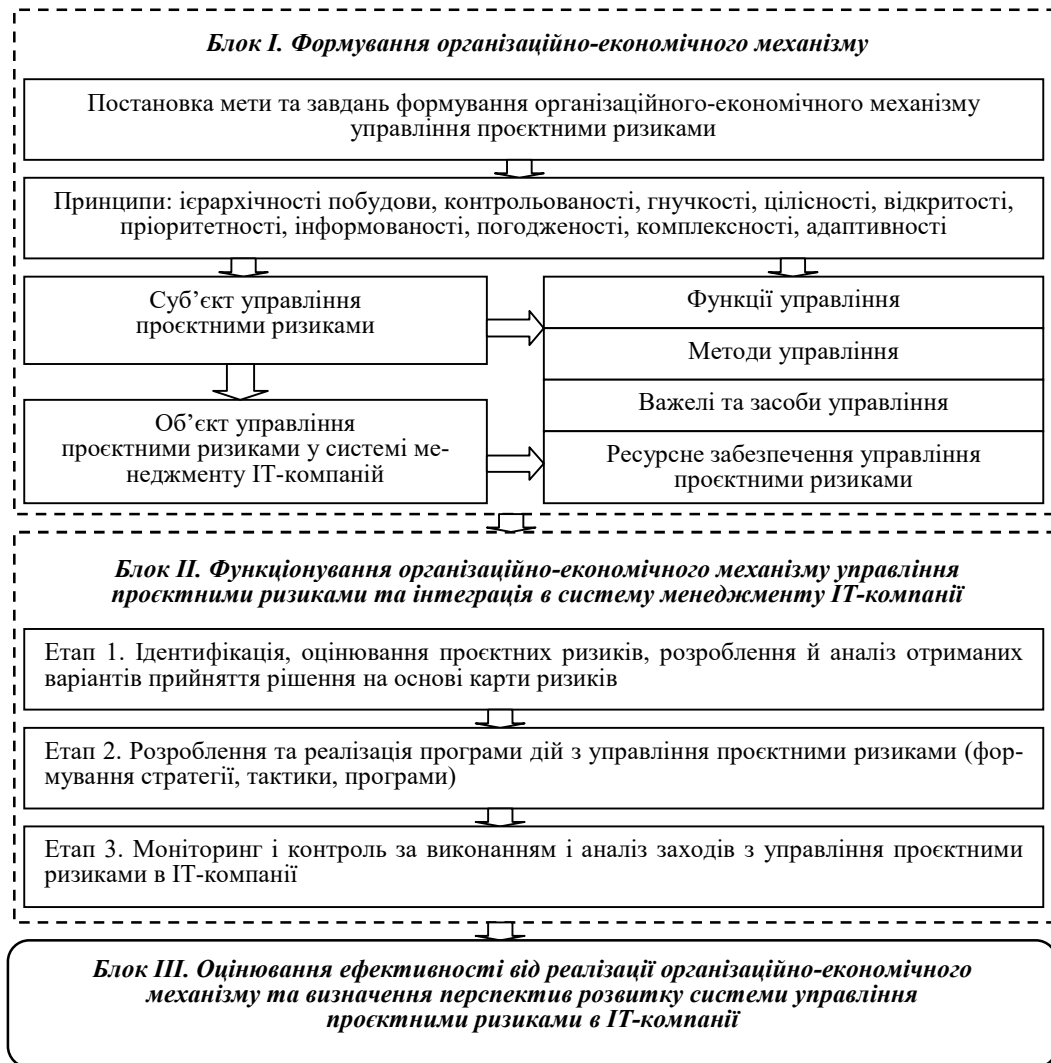 Блок І. Формування організаційно-економічного механізму
Постановка мети та завдань формування організаційного-економічного механізму
управління проєктними ризиками
Принципи: ієрархічності побудови, контрольованості, гнучкості, цілісності, відкритості,
пріоритетності, інформованості, погодженості, комплексності, адаптивності
Суб’єкт управління
проєктними ризиками
Об’єкт управління
проєктними ризиками у системі ме-
неджменту ІТ-компаній
Функції управління
Методи управління
Важелі та засоби управління
Ресурсне забезпечення управління
проєктними ризиками
Блок ІІ. Функціонування організаційно-економічного механізму управління
проєктними ризиками та інтеграція в систему менеджменту ІТ-компанії
Етап 1. Ідентифікація, оцінювання проєктних ризиків, розроблення й аналіз отриманих
варіантів прийняття рішення на основі карти ризиків
Етап 2. Розроблення та реалізація програми дій з управління проєктними ризиками (фор-
мування стратегії, тактики, програми)
Етап 3. Моніторинг і контроль за виконанням і аналіз заходів з управління проєктними
ризиками в ІТ-компанії
Блок ІІІ. Оцінювання ефективності від реалізації організаційно-економічного
механізму та визначення перспектив розвитку системи управління
проєктними ризиками в ІТ-компанії